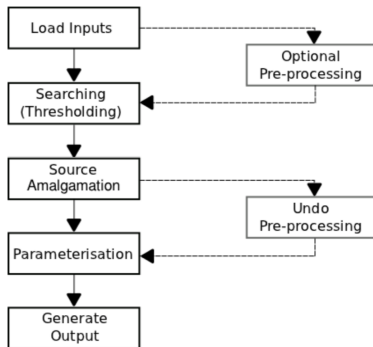 Load Inputs
Optional
Pre-processing
Searching
(Thresholding)
Source
Amalgamation
Undo
Pre-processing
Parameterisation
Generate
Output